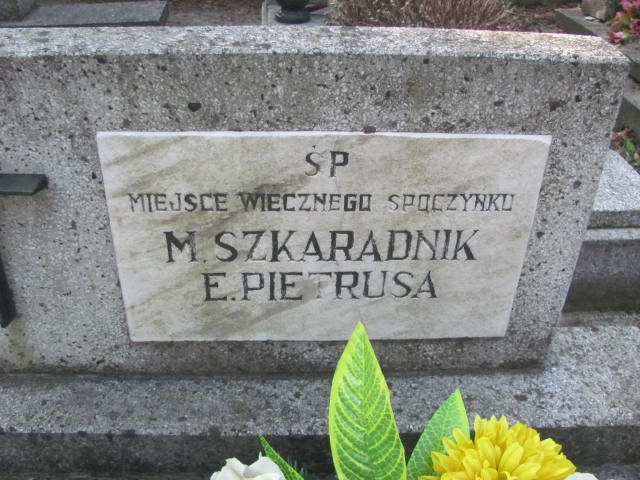 ŚP
MIEJSCE WIECZNEGO SPOCZYNKU
M. SZKARADNIK
E. PIETRUSA